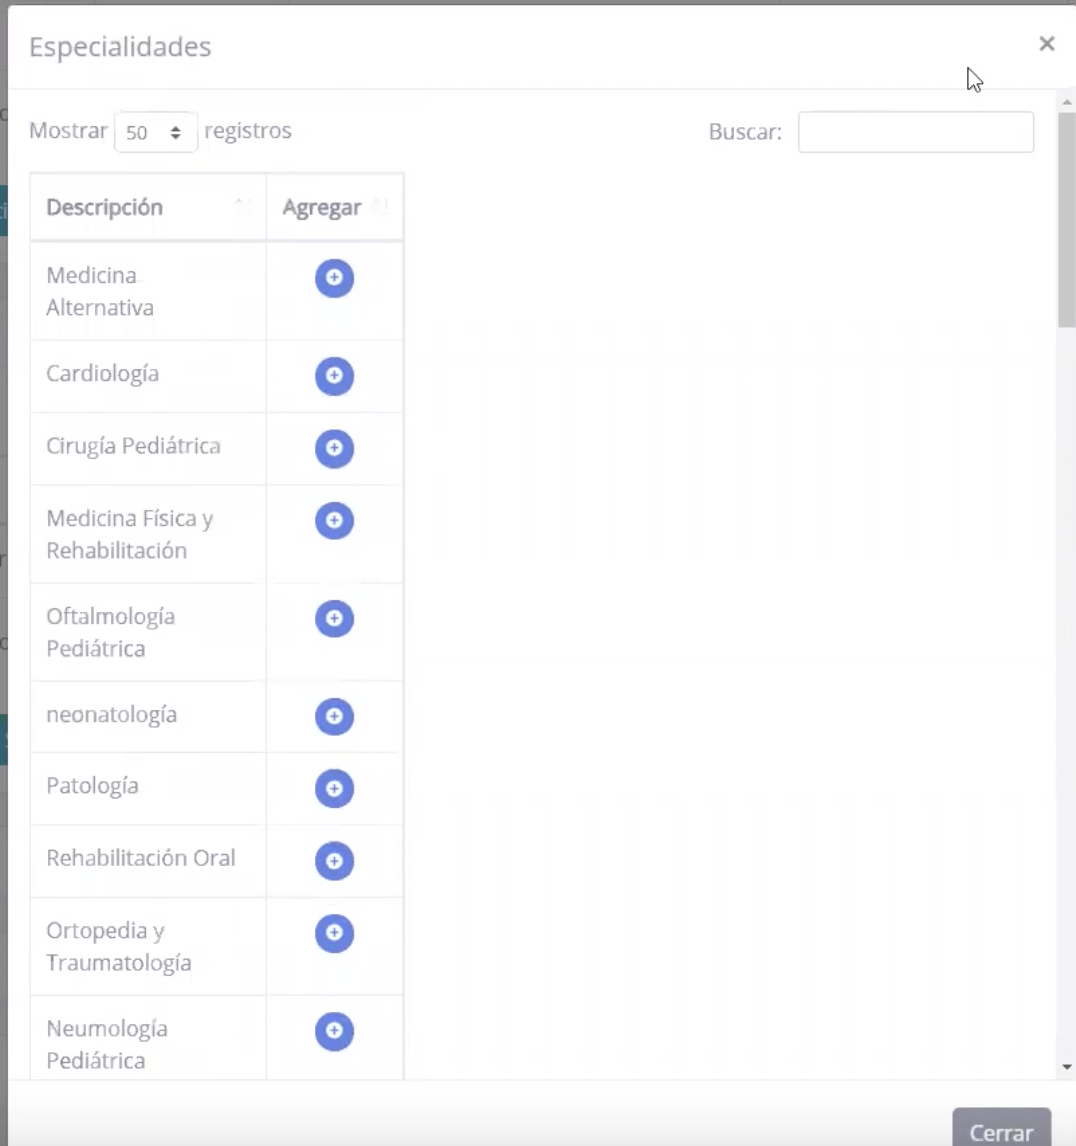 Especialidades
×
Mostrar 50 registros
Buscar:
Descripción Agregar
Medicina
Alternativa
Cardiología
Cirugía Pediátrica
Medicina Física y
Rehabilitación
Oftalmología
Pediátrica
neonatología
Patología
Rehabilitación Oral
Ortopedia y
Traumatología
Neumología
Pediátrica
Cerrar